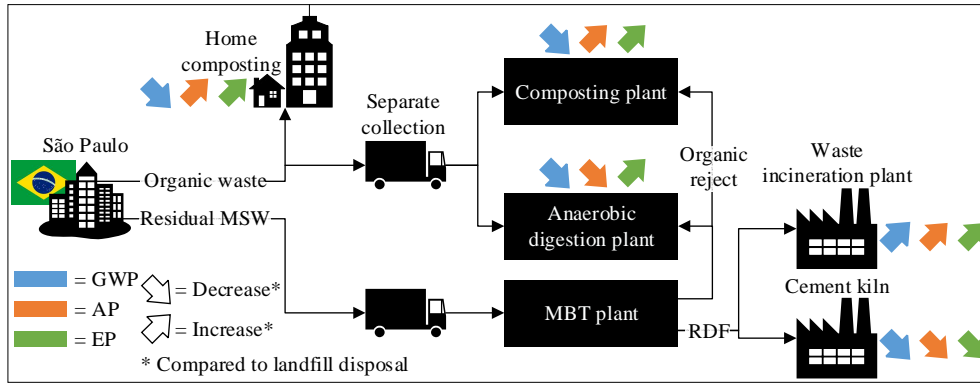 Home
composting
Composting plant
Separate
collection
São Paulo
Organic waste
Organic
reject
Waste
incineration plant
Residual MSW
Anaerobic
digestion plant
= GWP
= AP
= EP
= Decrease*
= Increase*
MBT plant
RDF
Cement kiln
* Compared to landfill disposal